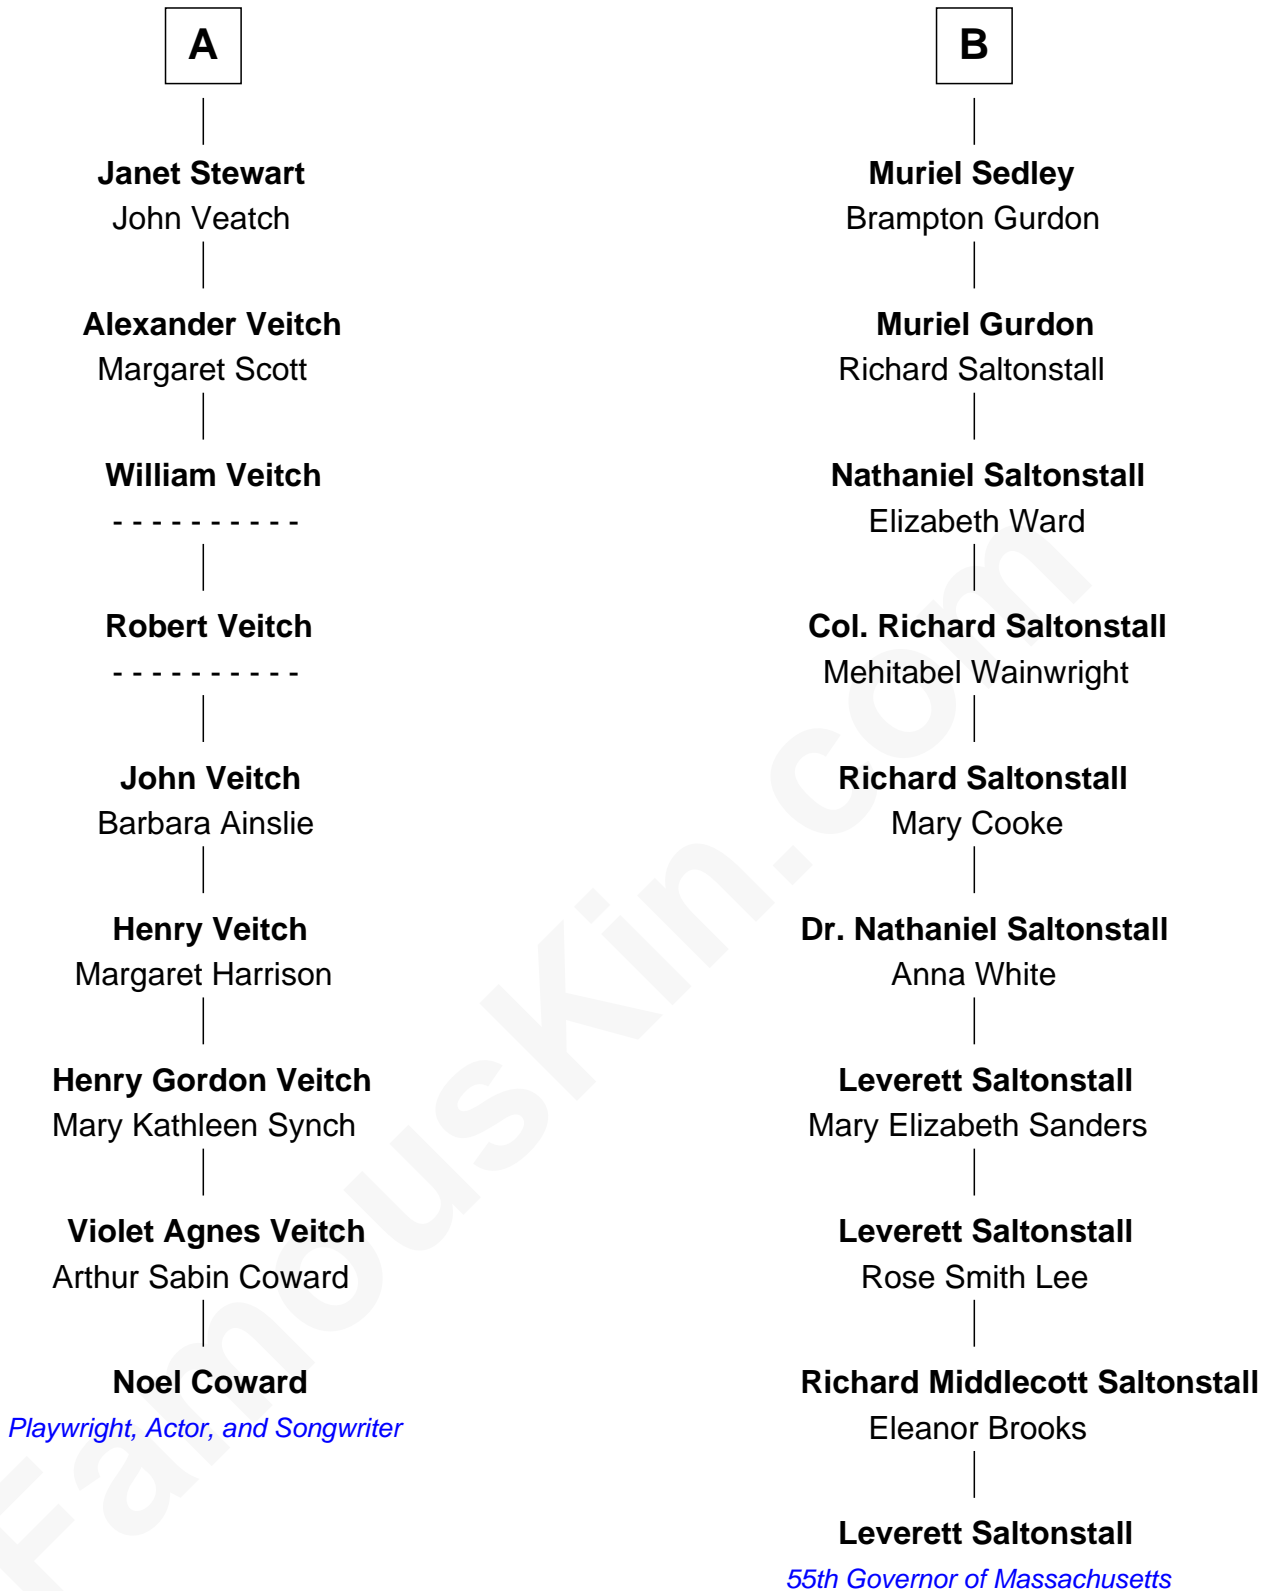 A
Janet Stewart
John Veatch
Alexander Veitch
Margaret Scott
William Veitch
- - - - - - - - - -
Robert Veitch
- - - - - - - - - -
John Veitch
Barbara Ainslie
Henry Veitch
Margaret Harrison
Henry Gordon Veitch
Mary Kathleen Synch
Violet Agnes Veitch
Arthur Sabin Coward
Noel Coward
Playwright, Actor, and Songwriter
B
Muriel Sedley
Brampton Gurdon
Muriel Gurdon
Richard Saltonstall
Nathaniel Saltonstall
Elizabeth Ward
Col. Richard Saltonstall
Mehitabel Wainwright
Richard Saltonstall
Mary Cooke
Dr. Nathaniel Saltonstall
Anna White
Leverett Saltonstall
Mary Elizabeth Sanders
Leverett Saltonstall
Rose Smith Lee
Richard Middlecott Saltonstall
Eleanor Brooks
Leverett Saltonstall
55th Governor of Massachusetts
FamousKin.com